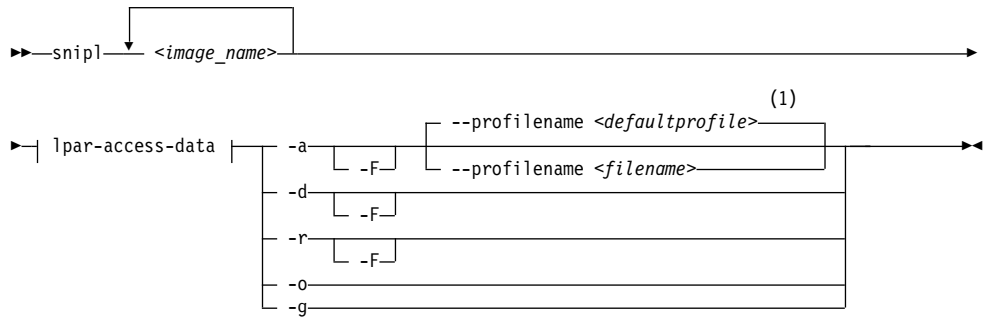 snipl <image_name>
(1)
--profilename <defaultprofile>
lpar-access-data -a
-F --profilename <filename>
-d
-F
-r
-F
-o
-g